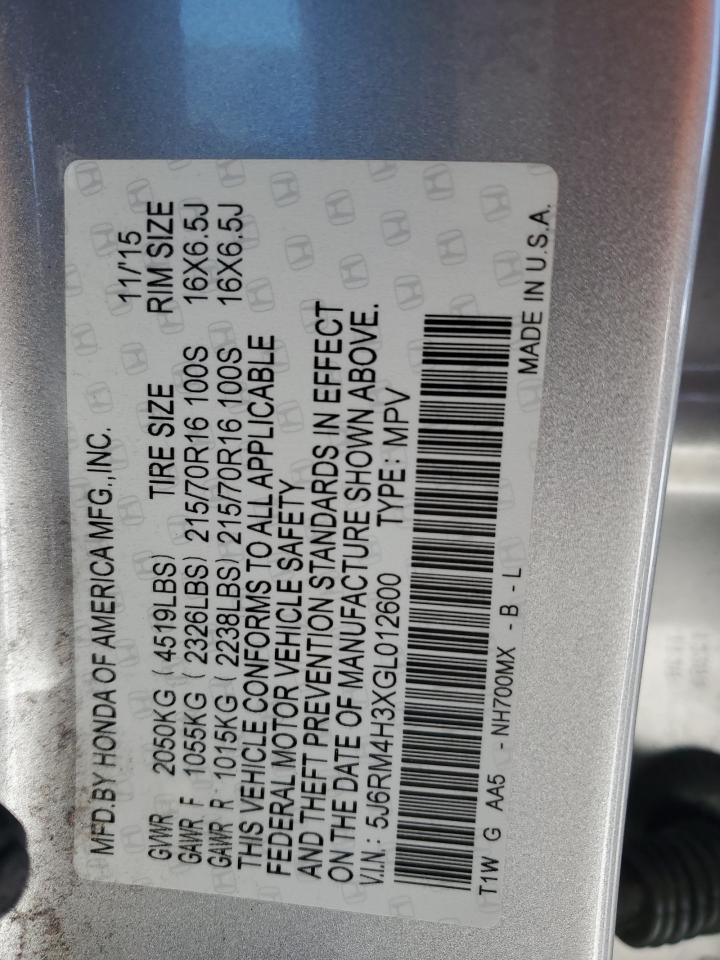 MFD.BY HONDA OF AMERICA MFG.,INC. 11/'15
GVWR 2050KG ( 4519LBS) TIRE SIZE RIM SIZE
GAWR F 1055KG ( 2326LBS) 215/70R16 100S 16X6.5J
GAWR R 1015KG ( 2238LBS) 215/70R16 100S 16X6.5J
THIS VEHICLE CONFORMS TO ALL APPLICABLE
FEDERAL MOTOR VEHICLE SAFETY
AND THEFT PREVENTION STANDARDS IN EFFECT
ON THE DATE OF MANUFACTURE SHOWN ABOVE.
V.I.N.: 5J6RM4H3XGL012600 TYPE: MPV
T1W G AA5 - NH700MX - B - L MADE IN U.S.A.